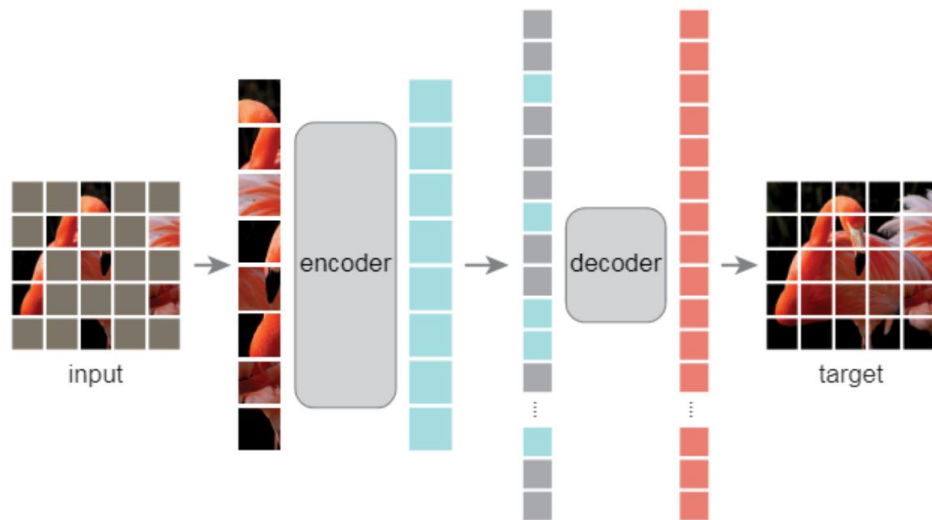 input
encoder
decoder
target